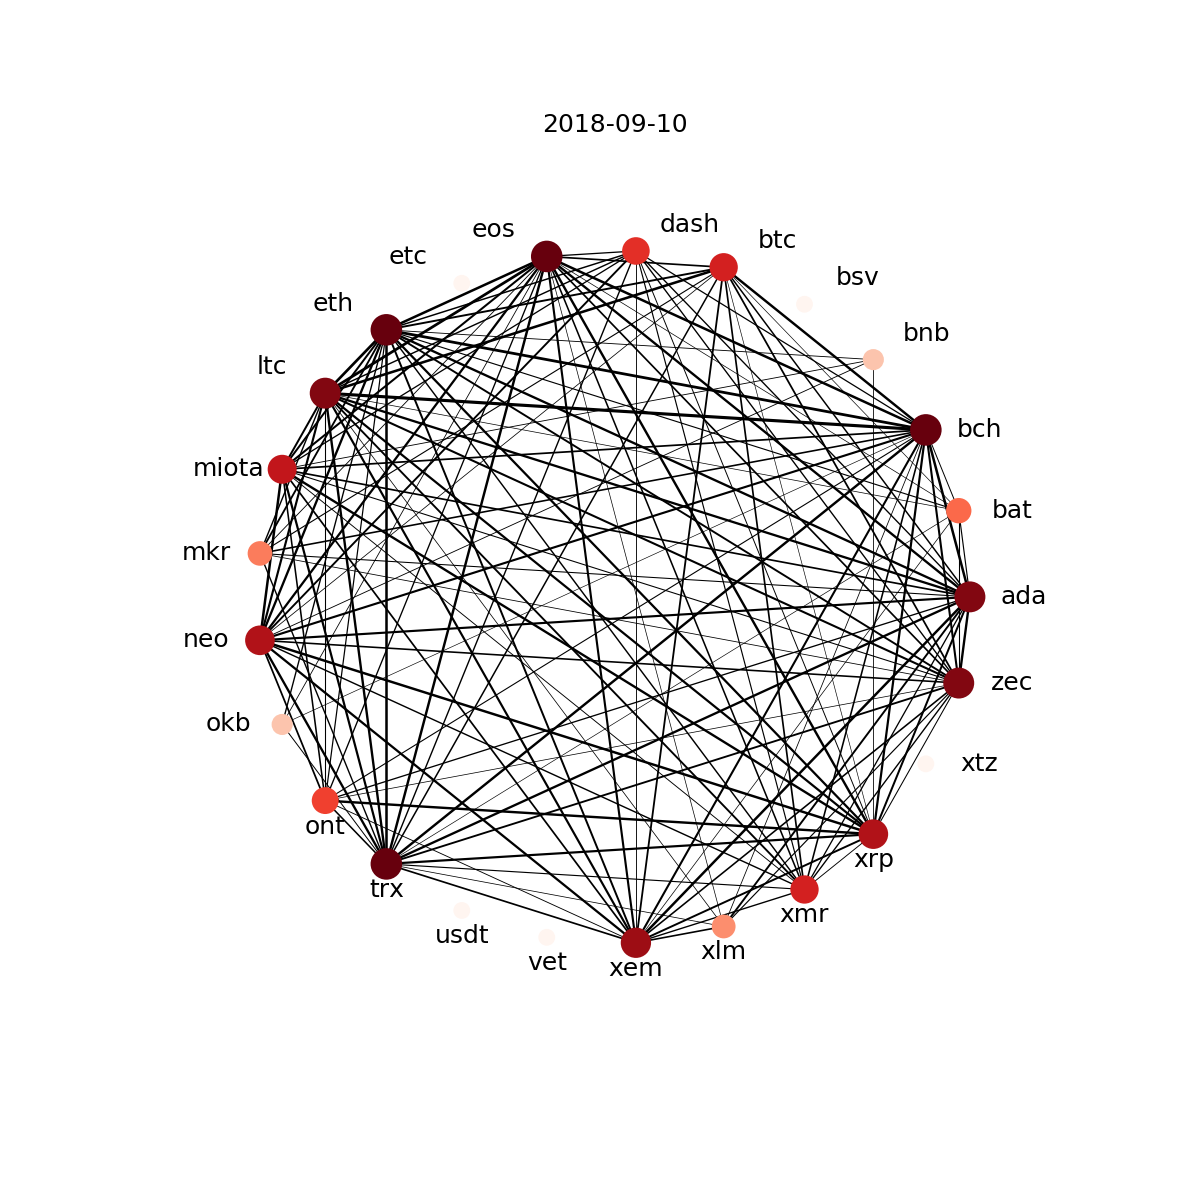 2018-09-10
dash
eos
btc
etc
bsv
eth
bnb
ltc
bch
miota
bat
mkr
ada
neo
zec
okb
xtz
ont
xrp
trx
xmr
usdt
xlm
vet
xem